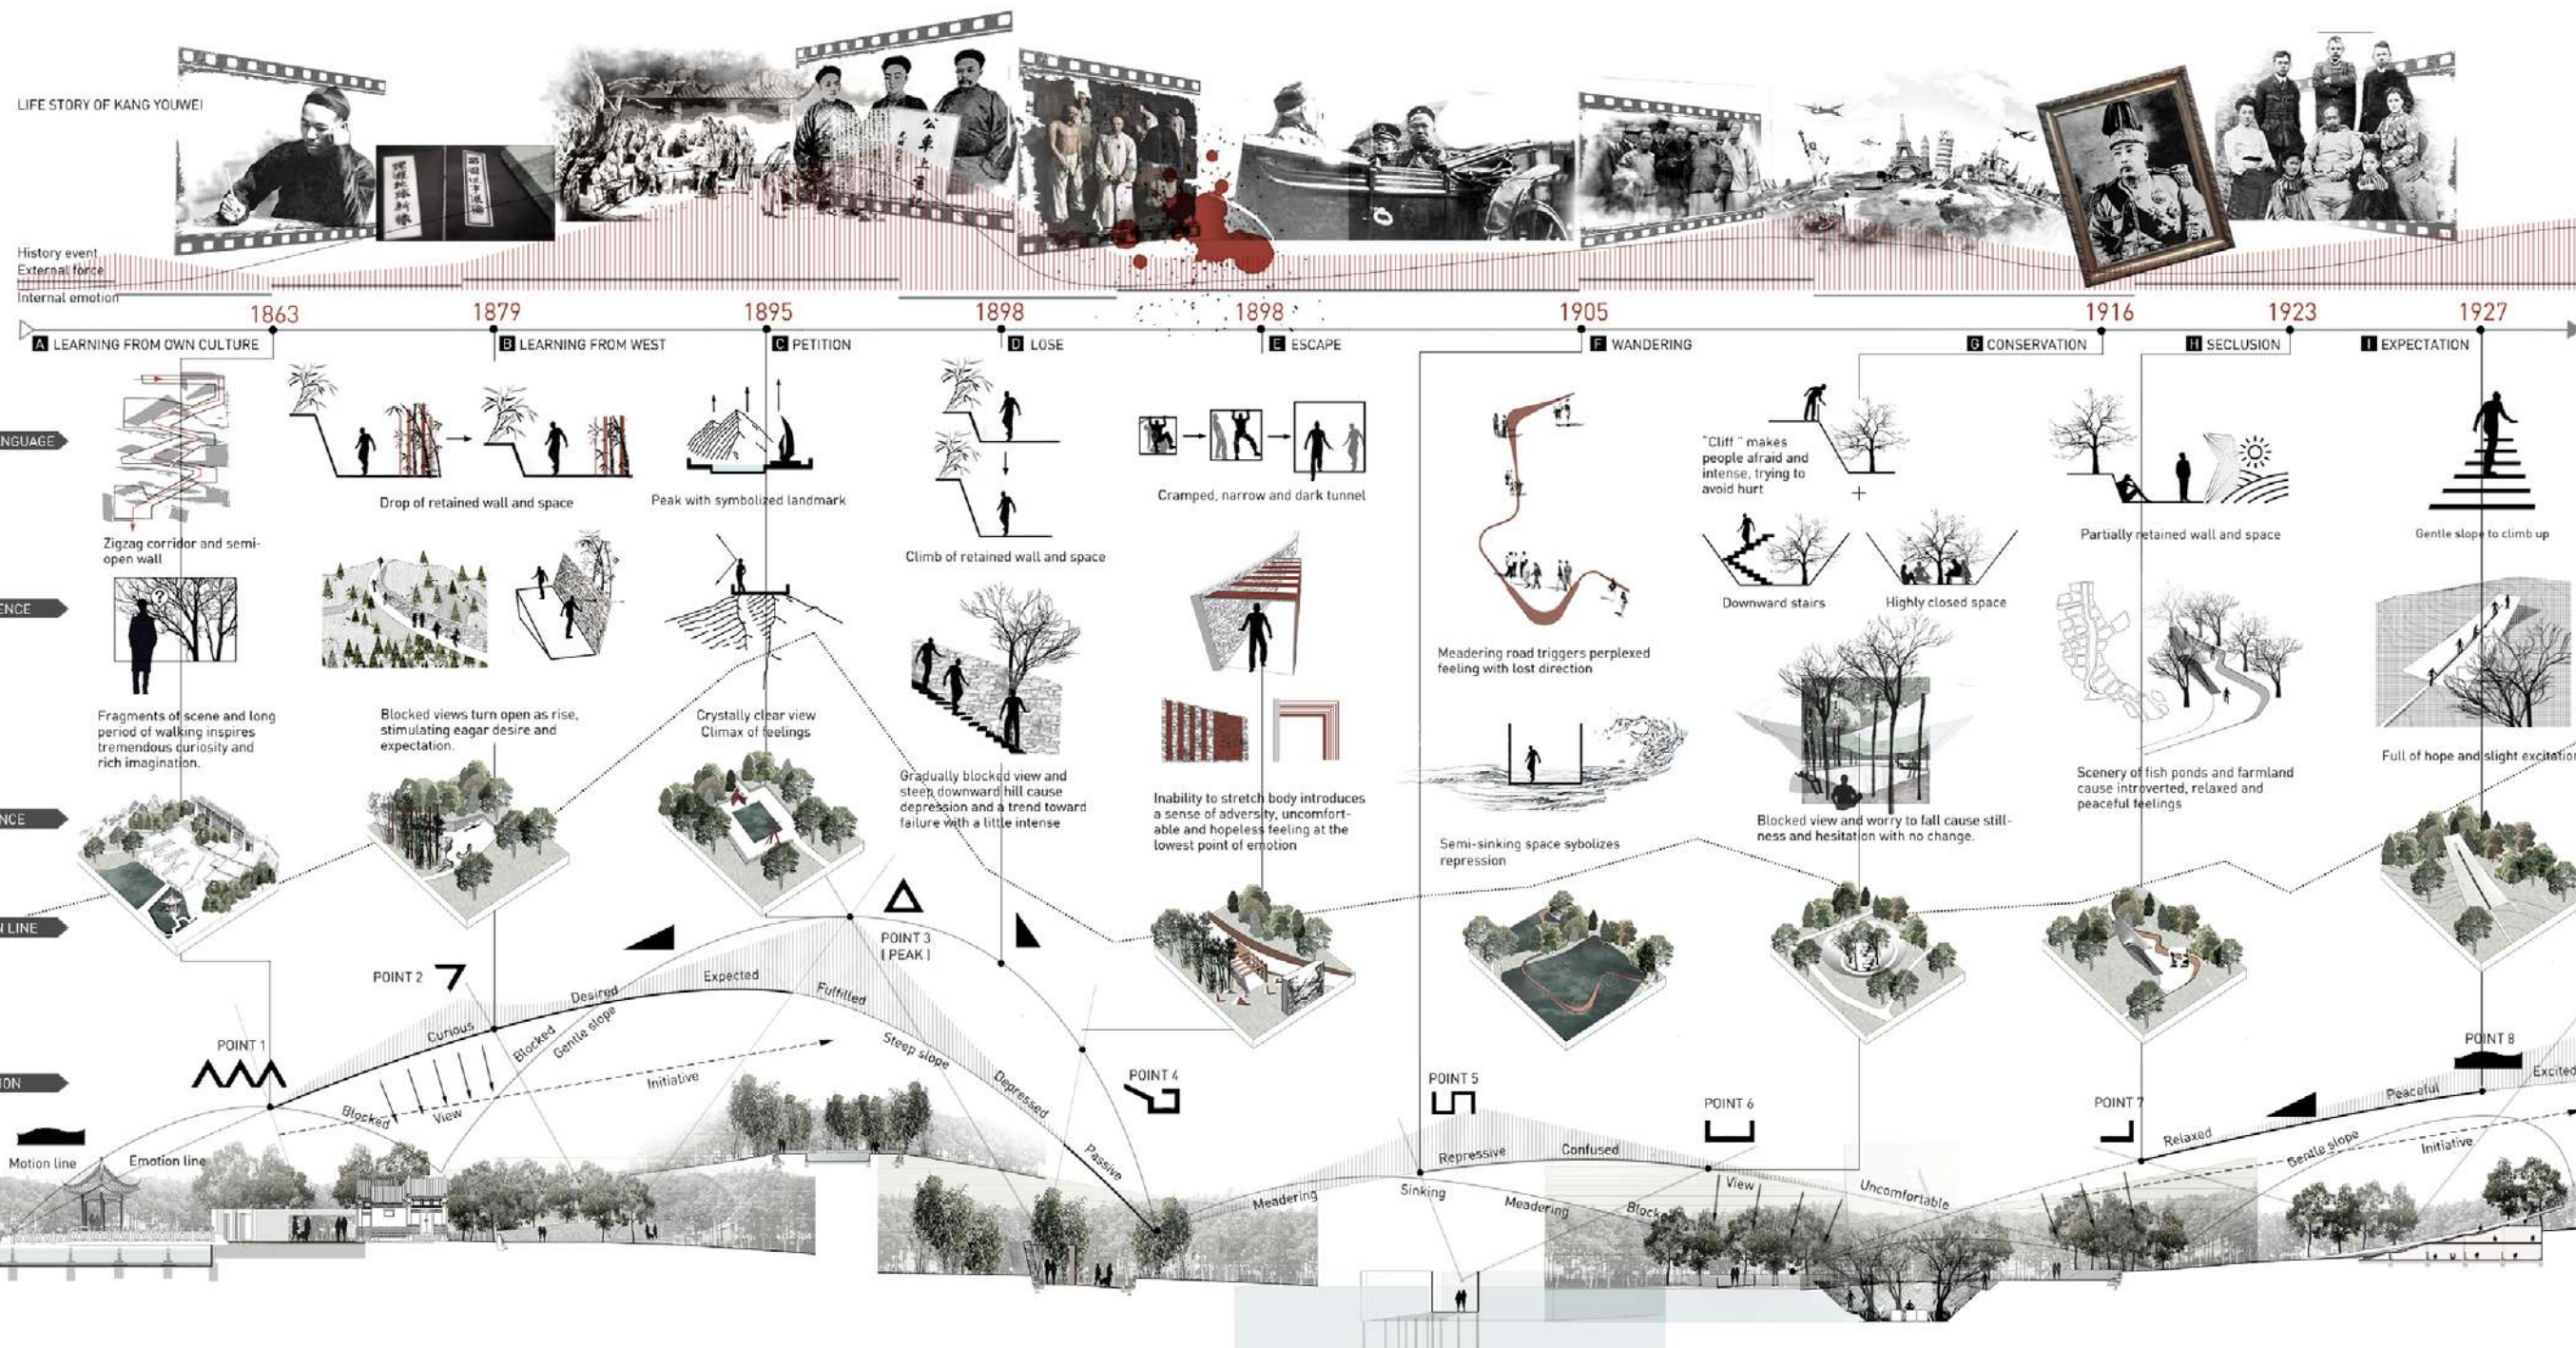 LIFE STORY OF KANG YOUWEI
公車上書
History event
External force
Internal emotion
1863
1879
1895
1898
1898
1905
1916
1923
1927
A LEARNING FROM OWN CULTURE
B LEARNING FROM WEST
C PETITION
D LOSE
E ESCAPE
F WANDERING
G CONSERVATION
H SECLUSION
I EXPECTATION
NGUAGE
Zigzag corridor and semi-
open wall
Drop of retained wall and space
Peak with symbolized landmark
Climb of retained wall and space
Cramped, narrow and dark tunnel
"Cliff " makes
people afraid and
intense, trying to
avoid hurt
+
Downward stairs
Highly closed space
Partially retained wall and space
Gentle slope to climb up
ENCE
?
Fragments of scene and long
period of walking inspires
tremendous curiosity and
rich imagination.
Blocked views turn open as rise,
stimulating eagar desire and
expectation.
Crystally clear view
Climax of feelings
Gradually blocked view and
steep downward hill cause
depression and a trend toward
failure with a little intense
Inability to stretch body introduces
a sense of adversity, uncomfort-
able and hopeless feeling at the
lowest point of emotion
Meadering road triggers perplexed
feeling with lost direction
Semi-sinking space sybolizes
repression
Blocked view and worry to fall cause still-
ness and hesitation with no change.
Scenery of fish ponds and farmland
cause introverted, relaxed and
peaceful feelings
Full of hope and slight excitation
NCE
N LINE
ION
POINT 1
POINT 2
POINT 3
( PEAK )
POINT 4
POINT 5
POINT 6
POINT 7
POINT 8
Motion line
Emotion line
Curious
Blocked
View
Desired
Blocked
Gentle slope
Expected
Initiative
Fulfilled
Steep slope
Depressed
Passive
Meadering
Repressive
Sinking
Confused
Meadering
Blocked
View
Uncomfortable
Relaxed
Peaceful
Excited
Gentle slope
Initiative